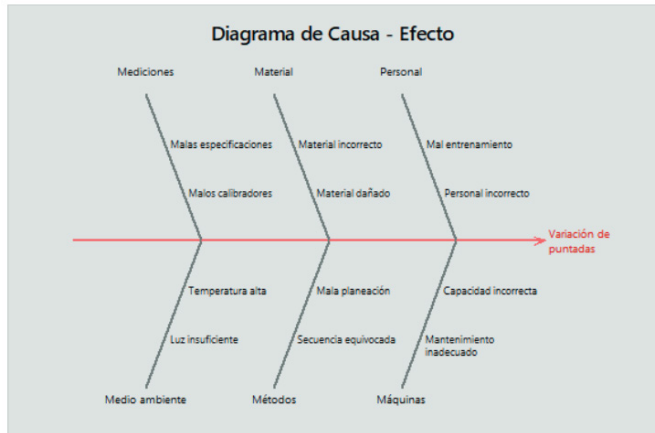 Diagrama de Causa - Efecto
Mediciones
Material
Personal
Malas especificaciones
Material incorrecto
Mal entrenamiento
Malos calibradores
Material dañado
Personal incorrecto
Variación de
puntadas
Temperatura alta
Mala planeación
Capacidad incorrecta
Luz insuficiente
Secuencia equivocada
Mantenimiento
inadecuado
Medio ambiente
Métodos
Máquinas